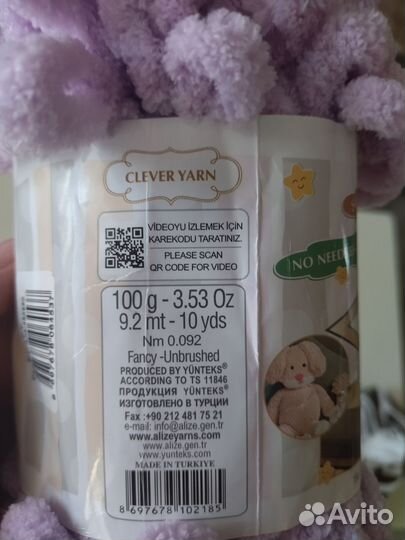 CLEVER YARN
VİDEOYU İZLEMEK İÇİN
KAREKODU TARATINIZ.
PLEASE SCAN
QR CODE FOR VIDEO
NO NEED
100 g - 3.53 Oz
9.2 mt - 10 yds
Nm 0.092
Fancy -Unbrushed
PRODUCED BY YÜNTEKS®
ACCORDING TO TS 11846
ПРОДУКЦИЯ YÜNTEKS®
ИЗГОТОВЛЕНО В ТУРЦИИ
Fax: +90 212 481 75 21
e-mail: info@alize.gen.tr
www.alizeyarns.com
www.alize.gen.tr
www.yunteks.com
MADE IN TURKIYE
8 697678 102185
Avito